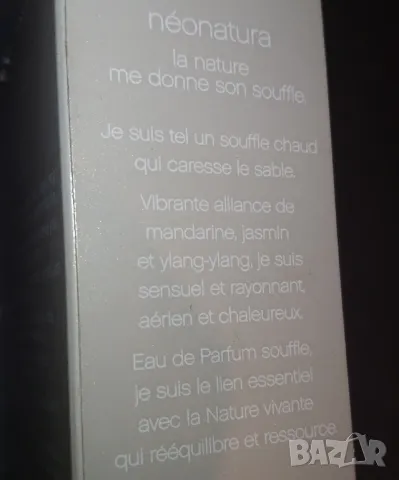 néonatura
la nature
me donne son souffle.
Je suis tel un souffle chaud
qui caresse le sable.
Vibrante alliance de
mandarine, jasmin
et ylang-ylang, je suis
sensuel et rayonnant,
aérien et chaleureux.
Eau de Parfum souffle,
je suis le lien essentiel
avec la Nature vivante
qui rééquilibre et ressource.
BAZAR